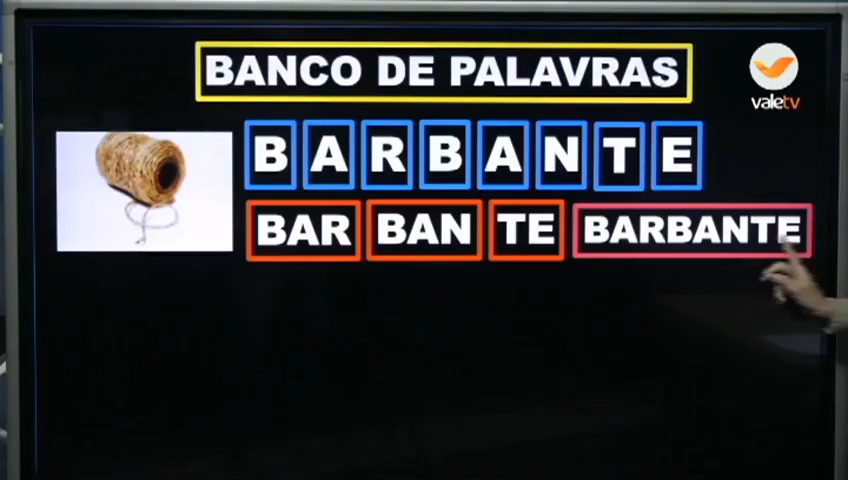 BANCO DE PALAVRAS
valetv
B A R B A N T E
BAR BAN TE BARBANTE